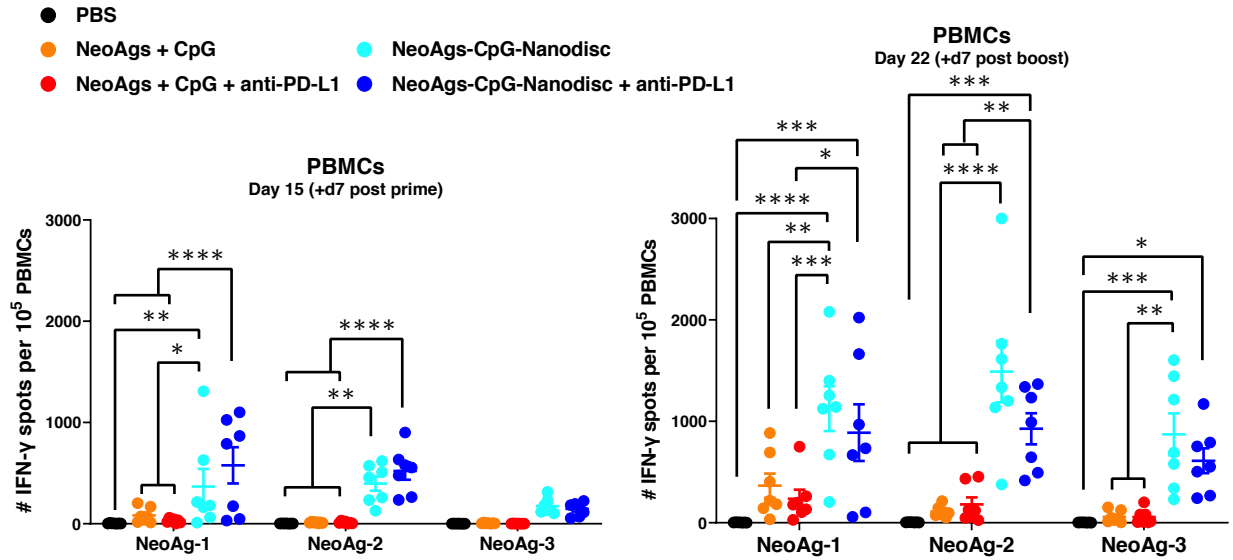 PBS
NeoAgs + CpG
NeoAgs-CpG-Nanodisc
NeoAgs + CpG + anti-PD-L1
NeoAgs-CpG-Nanodisc + anti-PD-L1
PBMCs
Day 15 (+d7 post prime)
# IFN-γ spots per 10⁵ PBMCs
3000
2000
1000
0
****
**
*
****
**
NeoAg-1
NeoAg-2
NeoAg-3
PBMCs
Day 22 (+d7 post boost)
# IFN-γ spots per 10⁵ PBMCs
3000
2000
1000
0
***
*
****
**
***
***
**
****
*
***
**
NeoAg-1
NeoAg-2
NeoAg-3